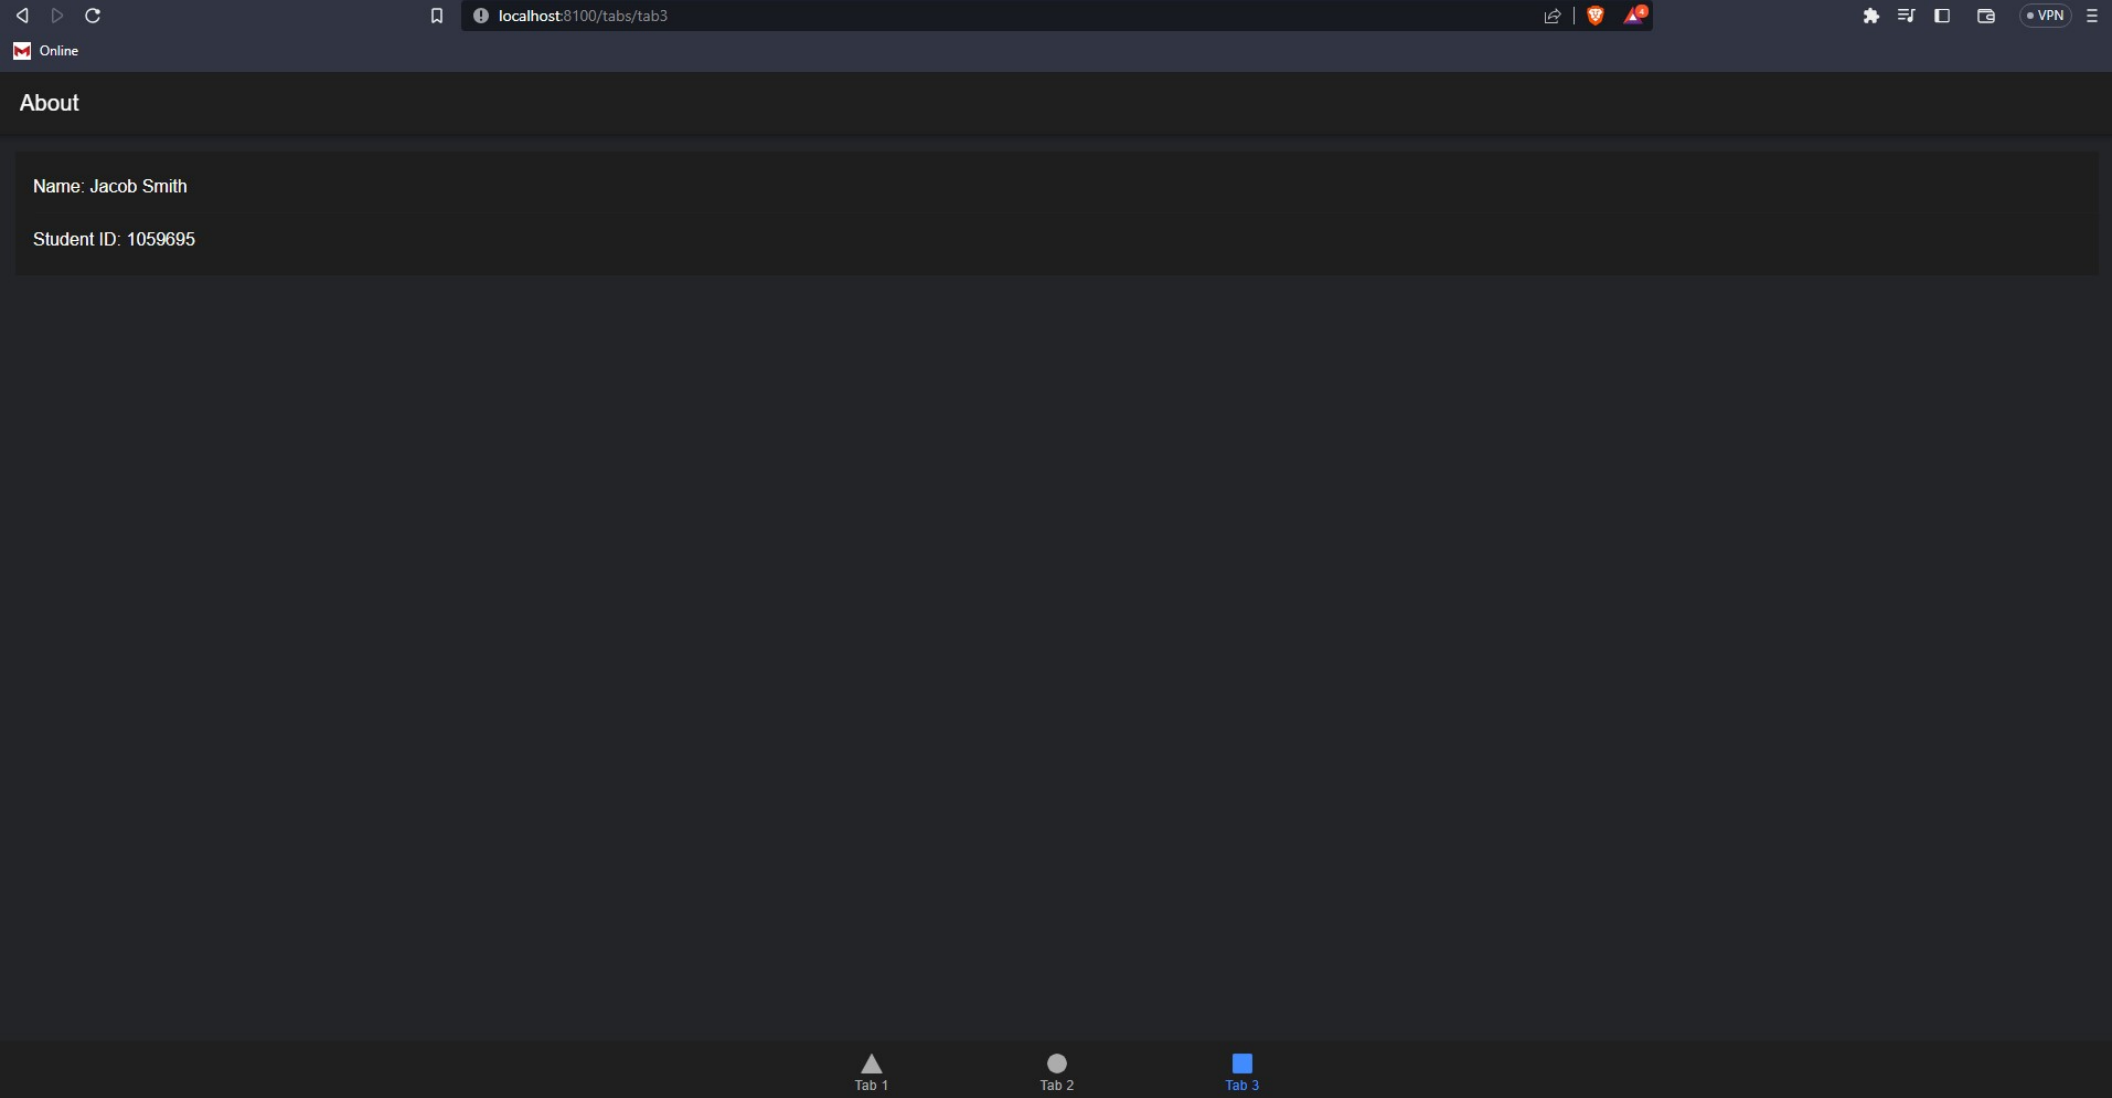 localhost:8100/tabs/tab3
4
VPN
Online
About
Name: Jacob Smith
Student ID: 1059695
Tab 1
Tab 2
Tab 3